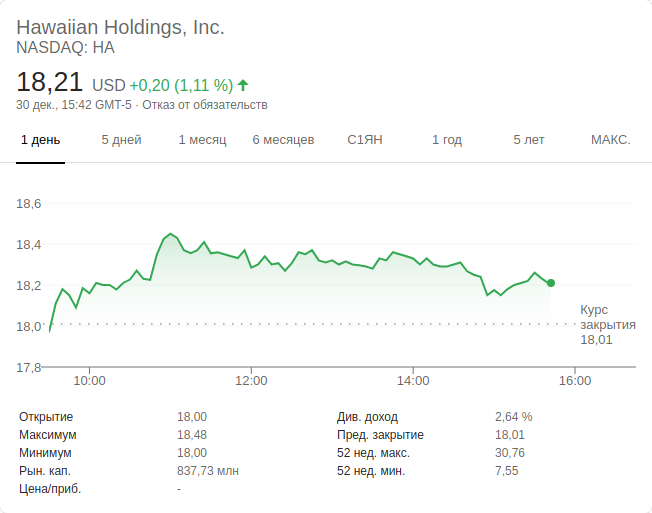 Hawaiian Holdings, Inc.
NASDAQ: HA
18,21 USD +0,20 (1,11 %)
30 дек., 15:42 GMT-5 · Отказ от обязательств
1 день 5 дней 1 месяц 6 месяцев С1ЯН 1 год 5 лет МАКС.
18,6
18,4
18,2
18,0
17,8
Курс
закрытия
18,01
10:00 12:00 14:00 16:00
Открытие 18,00 Див. доход 2,64 %
Максимум 18,48 Пред. закрытие 18,01
Минимум 18,00 52 нед. макс. 30,76
Рын. кап. 837,73 млн 52 нед. мин. 7,55
Цена/приб. -